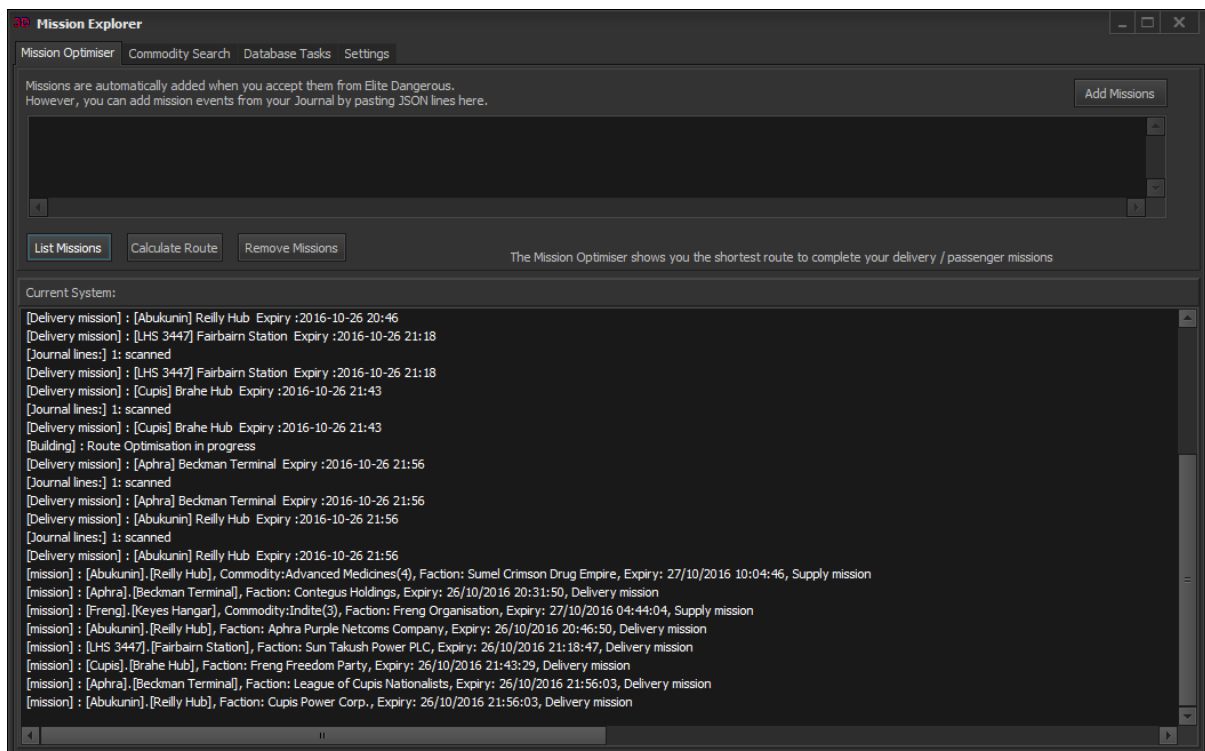 3D Mission Explorer
Mission Optimiser Commodity Search Database Tasks Settings
Missions are automatically added when you accept them from Elite Dangerous.
However, you can add mission events from your Journal by pasting JSON lines here.
Add Missions
List Missions Calculate Route Remove Missions
The Mission Optimiser shows you the shortest route to complete your delivery / passenger missions
Current System:
[Delivery mission] : [Abukunin] Reilly Hub Expiry :2016-10-26 20:46
[Delivery mission] : [LHS 3447] Fairbairn Station Expiry :2016-10-26 21:18
[Journal lines:] 1: scanned
[Delivery mission] : [LHS 3447] Fairbairn Station Expiry :2016-10-26 21:18
[Delivery mission] : [Cupis] Brahe Hub Expiry :2016-10-26 21:43
[Journal lines:] 1: scanned
[Delivery mission] : [Cupis] Brahe Hub Expiry :2016-10-26 21:43
[Building] : Route Optimisation in progress
[Delivery mission] : [Aphra] Beckman Terminal Expiry :2016-10-26 21:56
[Journal lines:] 1: scanned
[Delivery mission] : [Aphra] Beckman Terminal Expiry :2016-10-26 21:56
[Delivery mission] : [Abukunin] Reilly Hub Expiry :2016-10-26 21:56
[Journal lines:] 1: scanned
[Delivery mission] : [Abukunin] Reilly Hub Expiry :2016-10-26 21:56
[mission] : [Abukunin].[Reilly Hub], Commodity:Advanced Medicines(4), Faction: Sumel Crimson Drug Empire, Expiry: 27/10/2016 10:04:46, Supply mission
[mission] : [Aphra].[Beckman Terminal], Faction: Contegus Holdings, Expiry: 26/10/2016 20:31:50, Delivery mission
[mission] : [Freng].[Keyes Hangar], Commodity:Indite(3), Faction: Freng Organisation, Expiry: 27/10/2016 04:44:04, Supply mission
[mission] : [Abukunin].[Reilly Hub], Faction: Aphra Purple Netcoms Company, Expiry: 26/10/2016 20:46:50, Delivery mission
[mission] : [LHS 3447].[Fairbairn Station], Faction: Sun Takush Power PLC, Expiry: 26/10/2016 21:18:47, Delivery mission
[mission] : [Cupis].[Brahe Hub], Faction: Freng Freedom Party, Expiry: 26/10/2016 21:43:29, Delivery mission
[mission] : [Aphra].[Beckman Terminal], Faction: League of Cupis Nationalists, Expiry: 26/10/2016 21:56:03, Delivery mission
[mission] : [Abukunin].[Reilly Hub], Faction: Cupis Power Corp., Expiry: 26/10/2016 21:56:03, Delivery mission